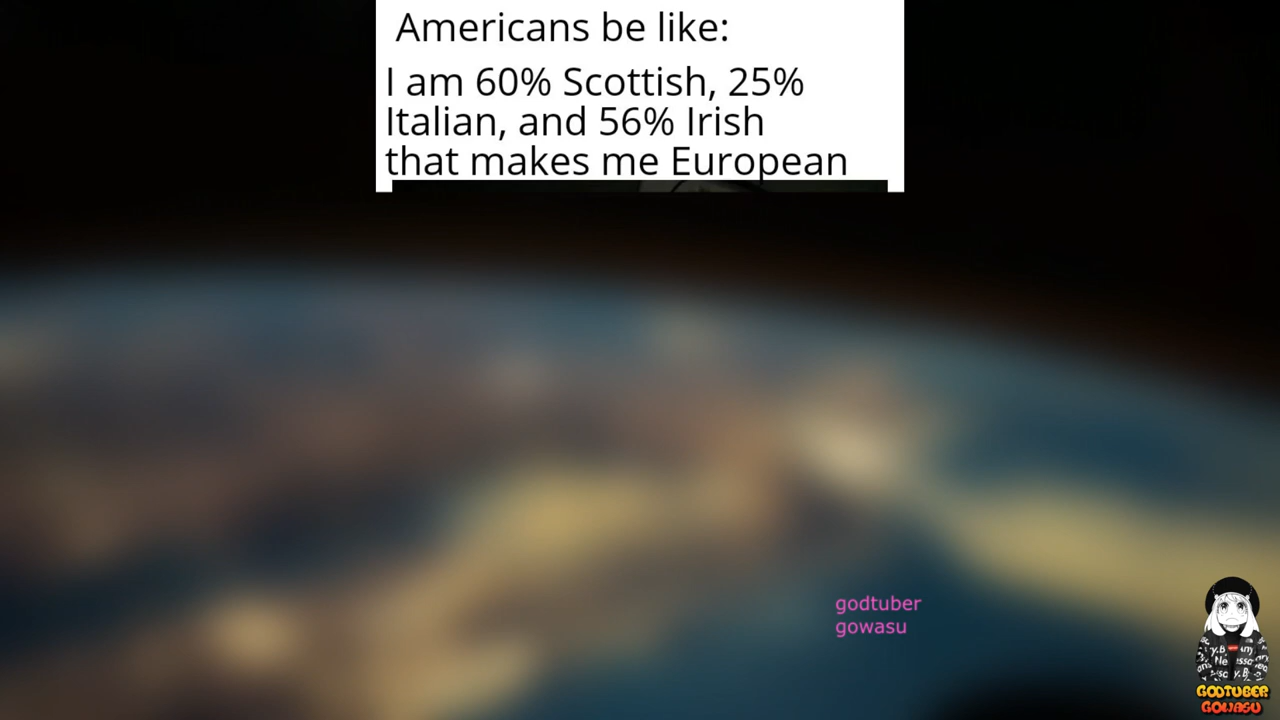 Americans be like:
I am 60% Scottish, 25%
Italian, and 56% Irish
that makes me European
godtuber
gowasu
GODTUBER
GOWASU